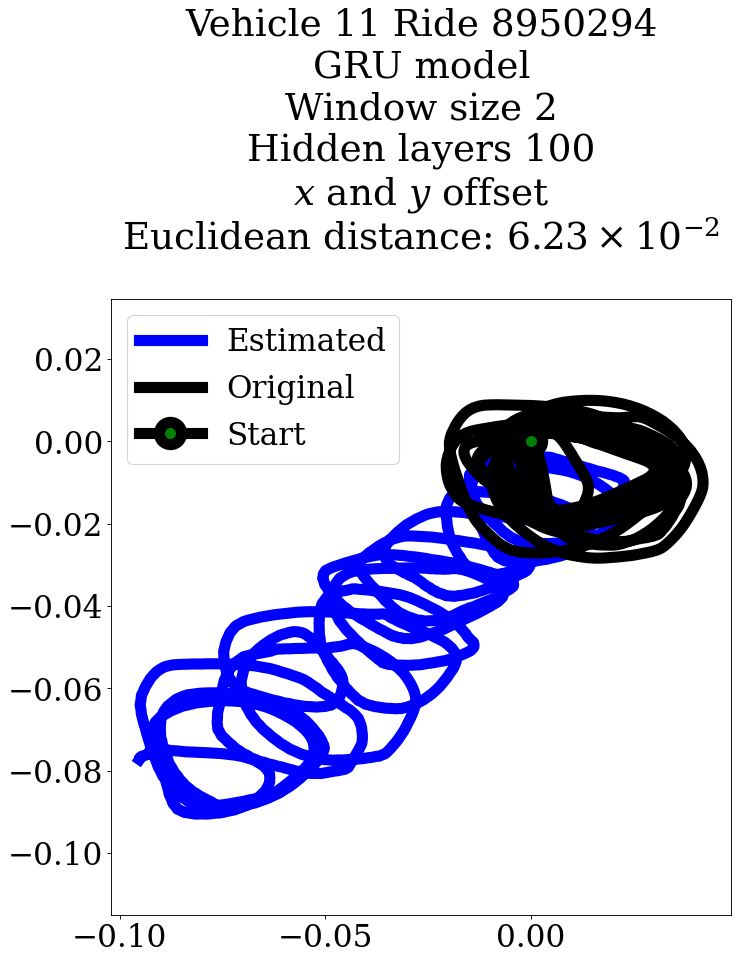 Vehicle 11 Ride 8950294
GRU model
Window size 2
Hidden layers 100
x and y offset
Euclidean distance: 6.23 × 10⁻²
Estimated
Original
Start
0.02
0.00
−0.02
−0.04
−0.06
−0.08
−0.10
−0.10 −0.05 0.00